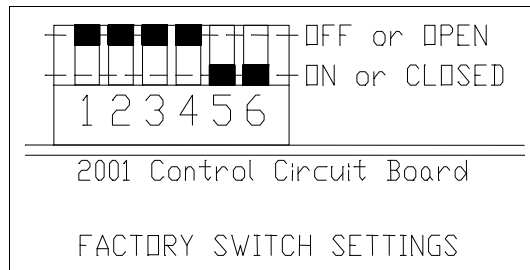 OFF or OPEN
ON or CLOSED
1 2 3 4 5 6
2001 Control Circuit Board
FACTORY SWITCH SETTINGS